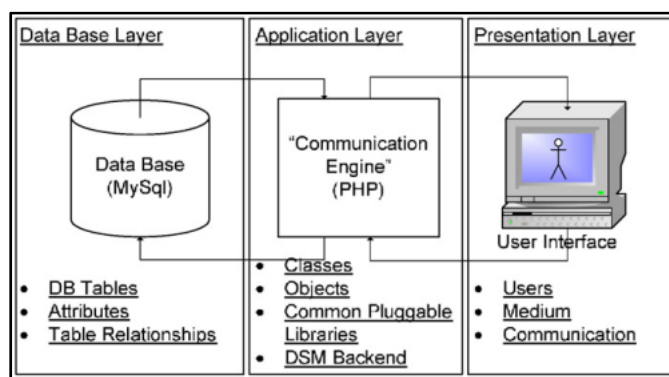 Data Base Layer
Application Layer
Presentation Layer
Data Base
(MySql)
"Communication
Engine"
(PHP)
User Interface
• DB Tables
• Attributes
• Table Relationships
• Classes
• Objects
• Common Pluggable
Libraries
• DSM Backend
• Users
• Medium
• Communication